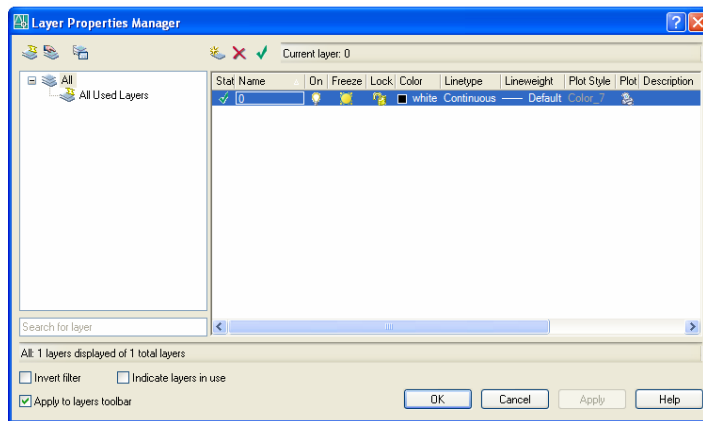 Layer Properties Manager
Current layer: 0
All
All Used Layers
Stat Name On Freeze Lock Color Linetype Lineweight Plot Style Plot Description
0 white Continuous Default Color_7
Search for layer
All: 1 layers displayed of 1 total layers
Invert filter Indicate layers in use
Apply to layers toolbar
OK Cancel Apply Help